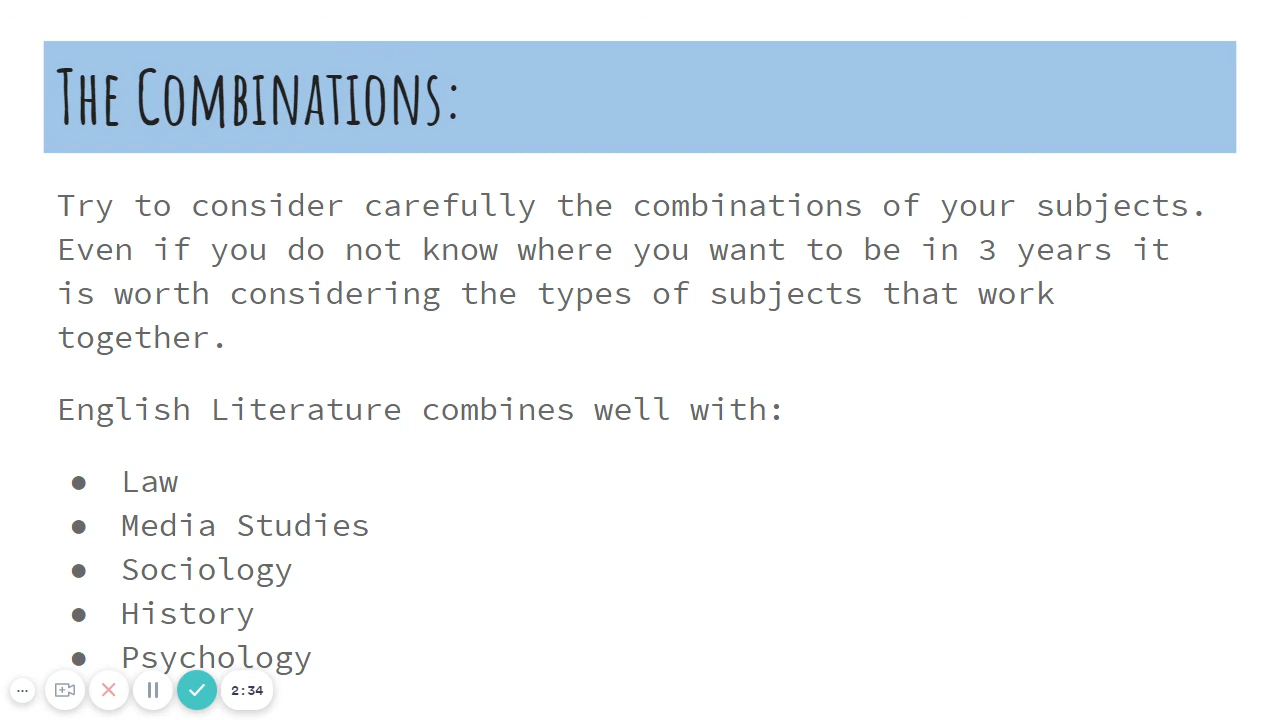 The Combinations:
Try to consider carefully the combinations of your subjects.
Even if you do not know where you want to be in 3 years it
is worth considering the types of subjects that work
together.
English Literature combines well with:
● Law
● Media Studies
● Sociology
● History
● Psychology
2:34